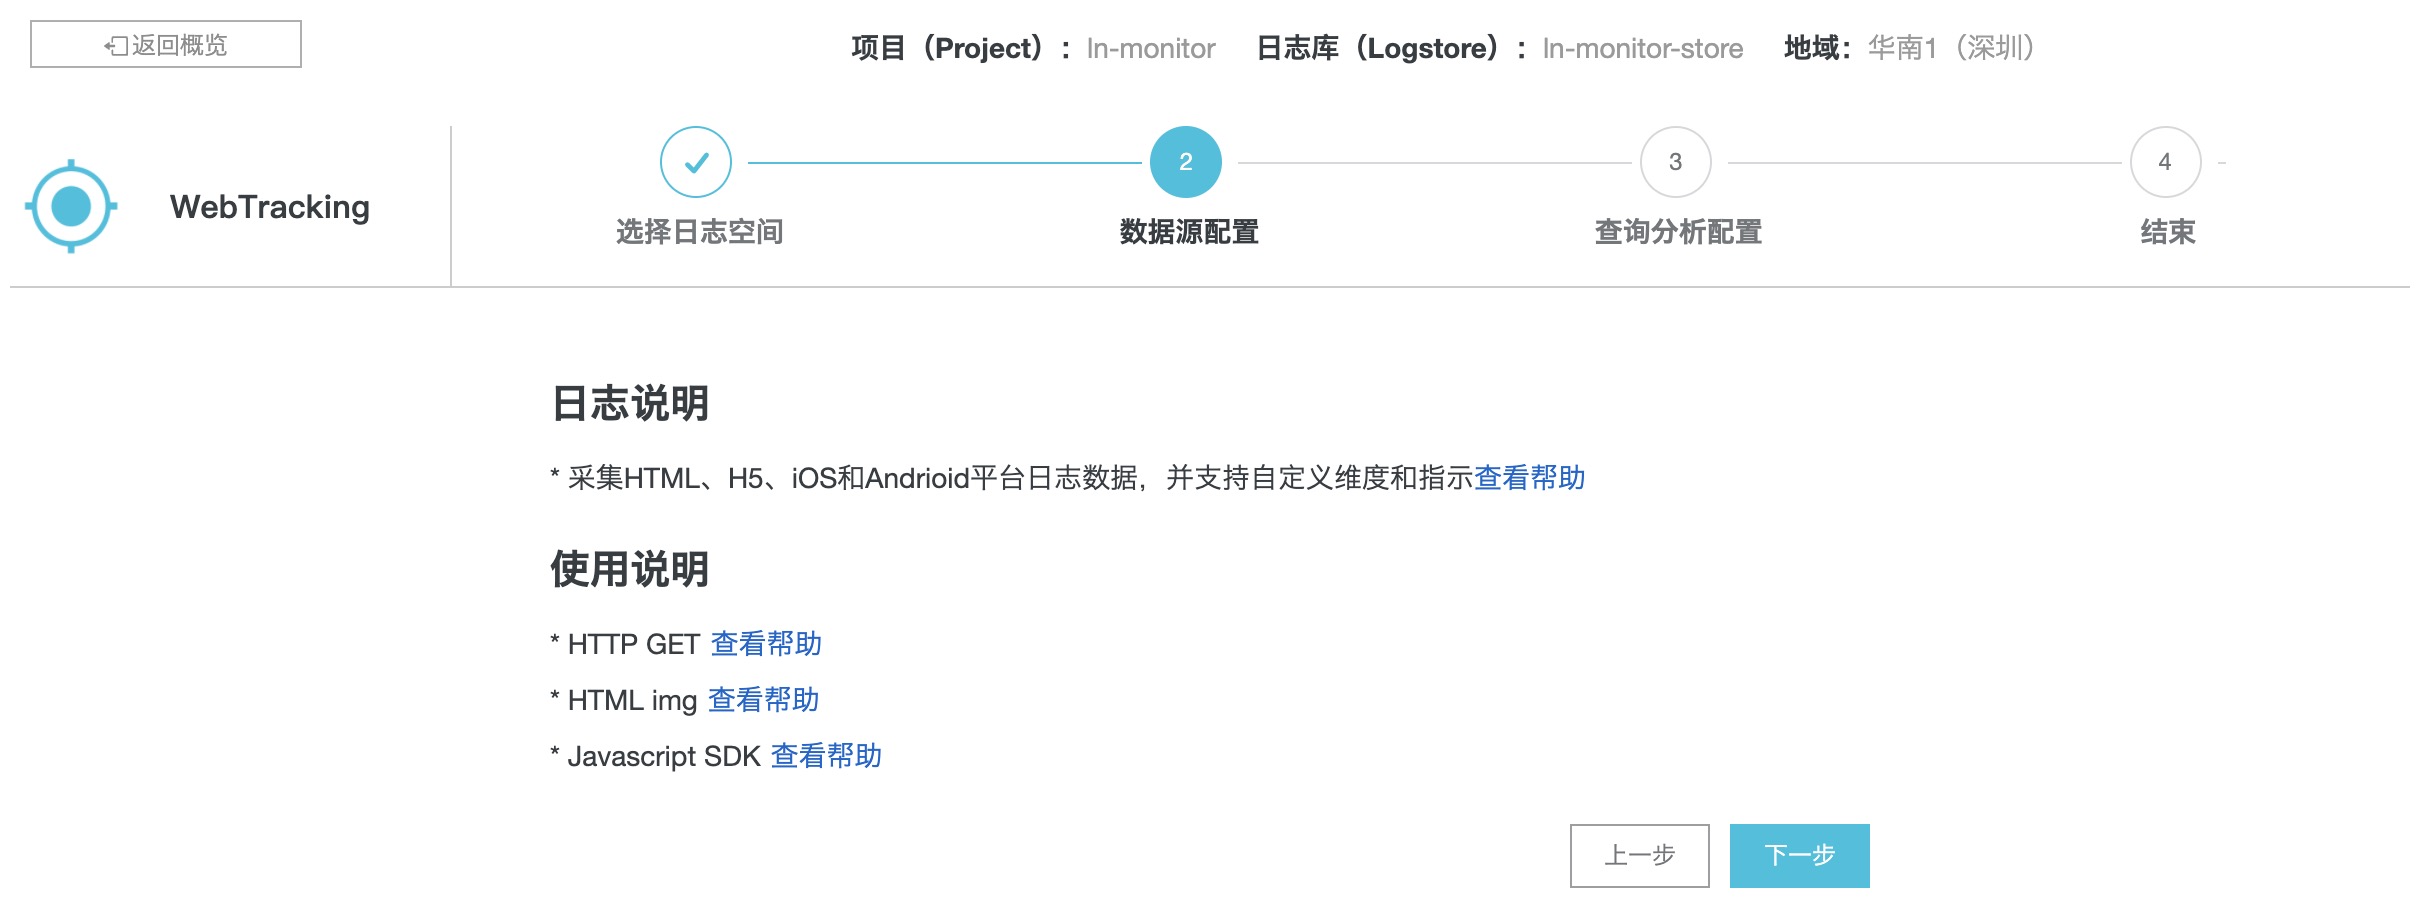 返回概览
项目（Project）： ln-monitor 日志库（Logstore）： ln-monitor-store 地域： 华南1（深圳）
WebTracking
2 3 4
选择日志空间 数据源配置 查询分析配置 结束
日志说明
* 采集HTML、H5、iOS和Andrioid平台日志数据，并支持自定义维度和指示查看帮助
使用说明
* HTTP GET 查看帮助
* HTML img 查看帮助
* Javascript SDK 查看帮助
上一步 下一步